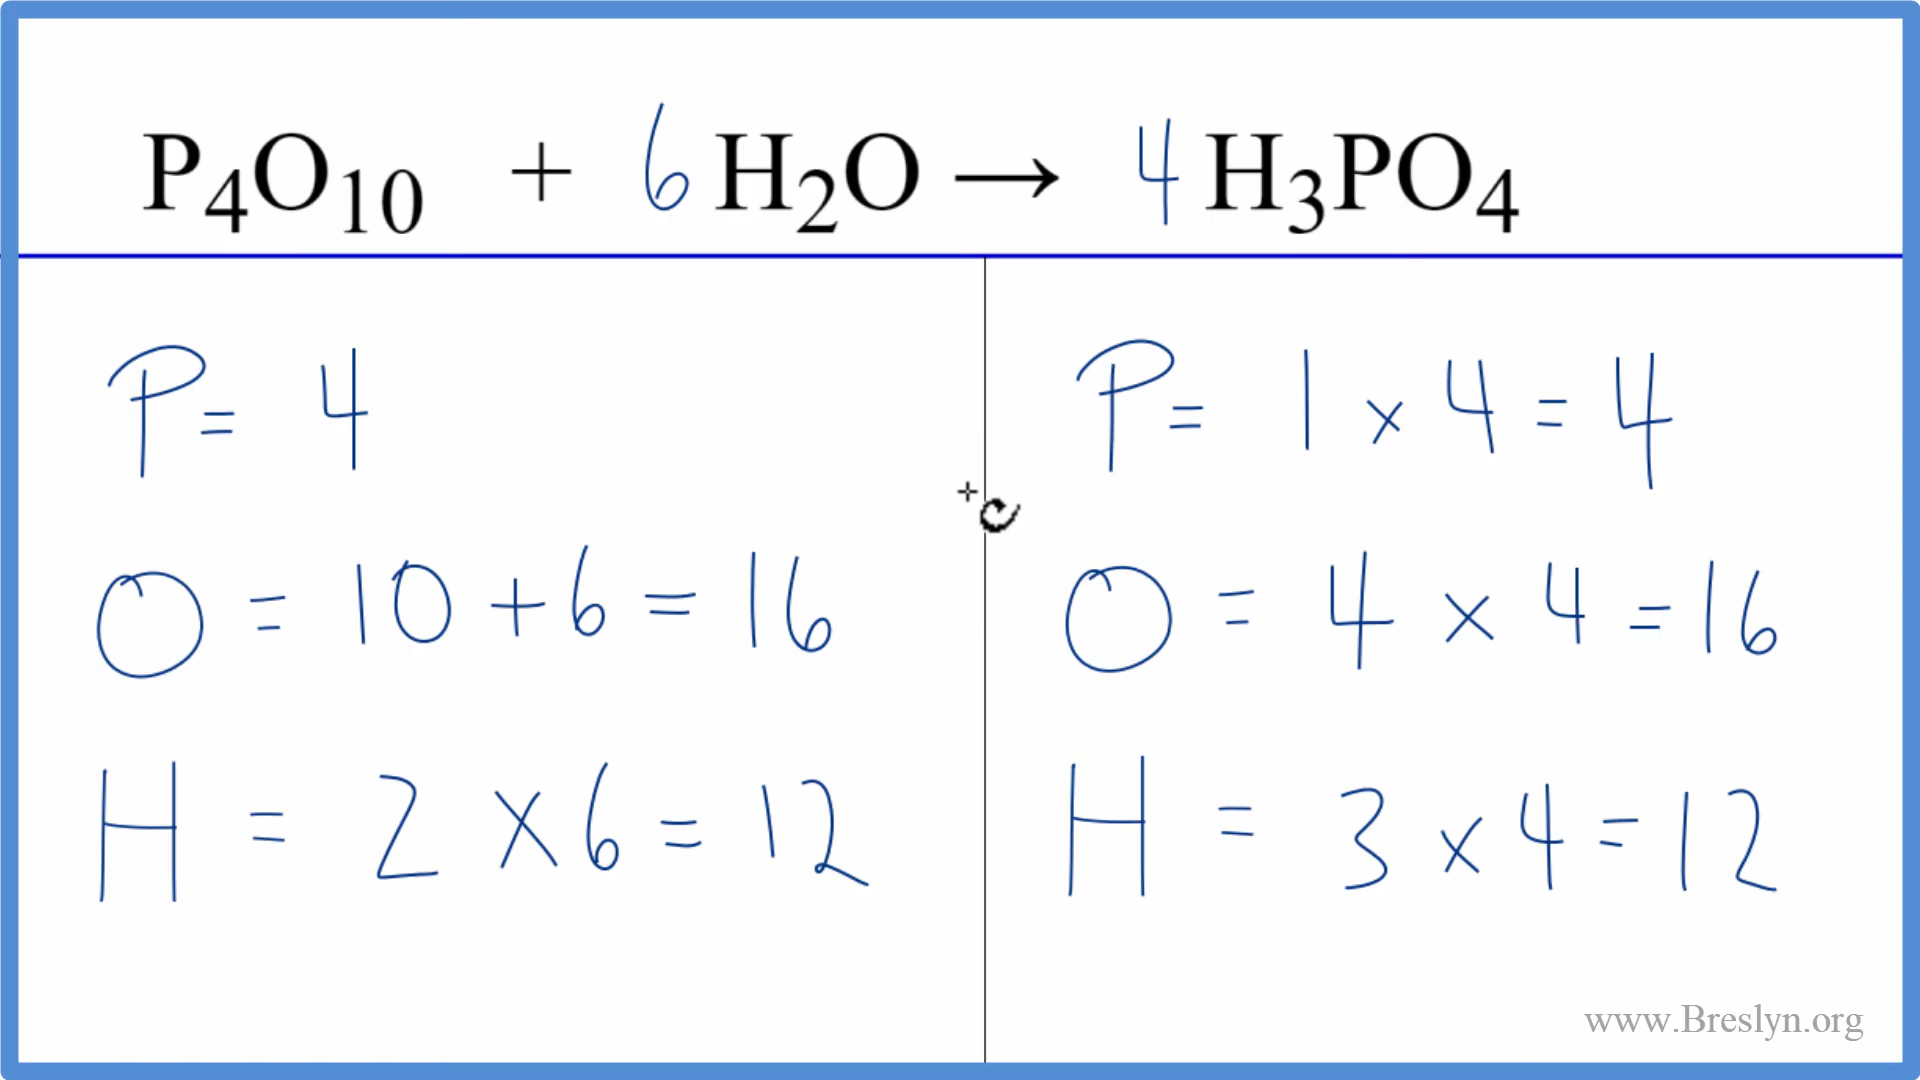 P₄O₁₀ + 6 H₂O → 4 H₃PO₄
P = 4
O = 10 + 6 = 16
H = 2 × 6 = 12
P = 1 × 4 = 4
O = 4 × 4 = 16
H = 3 × 4 = 12
www.Breslyn.org